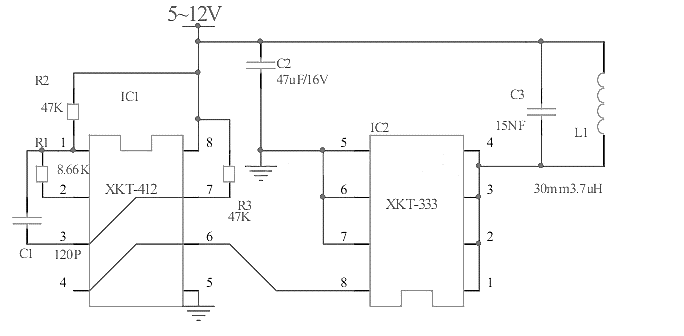 5~12V
C2
47uF/16V
R2
IC1
47K
C3
15NF
IC2
L1
R1
1
8
5
4
8.66K
XKT-412
2
7
R3
47K
6
XKT-333
3
30mm3.7uH
3
6
C1
120P
7
2
4
5
8
1